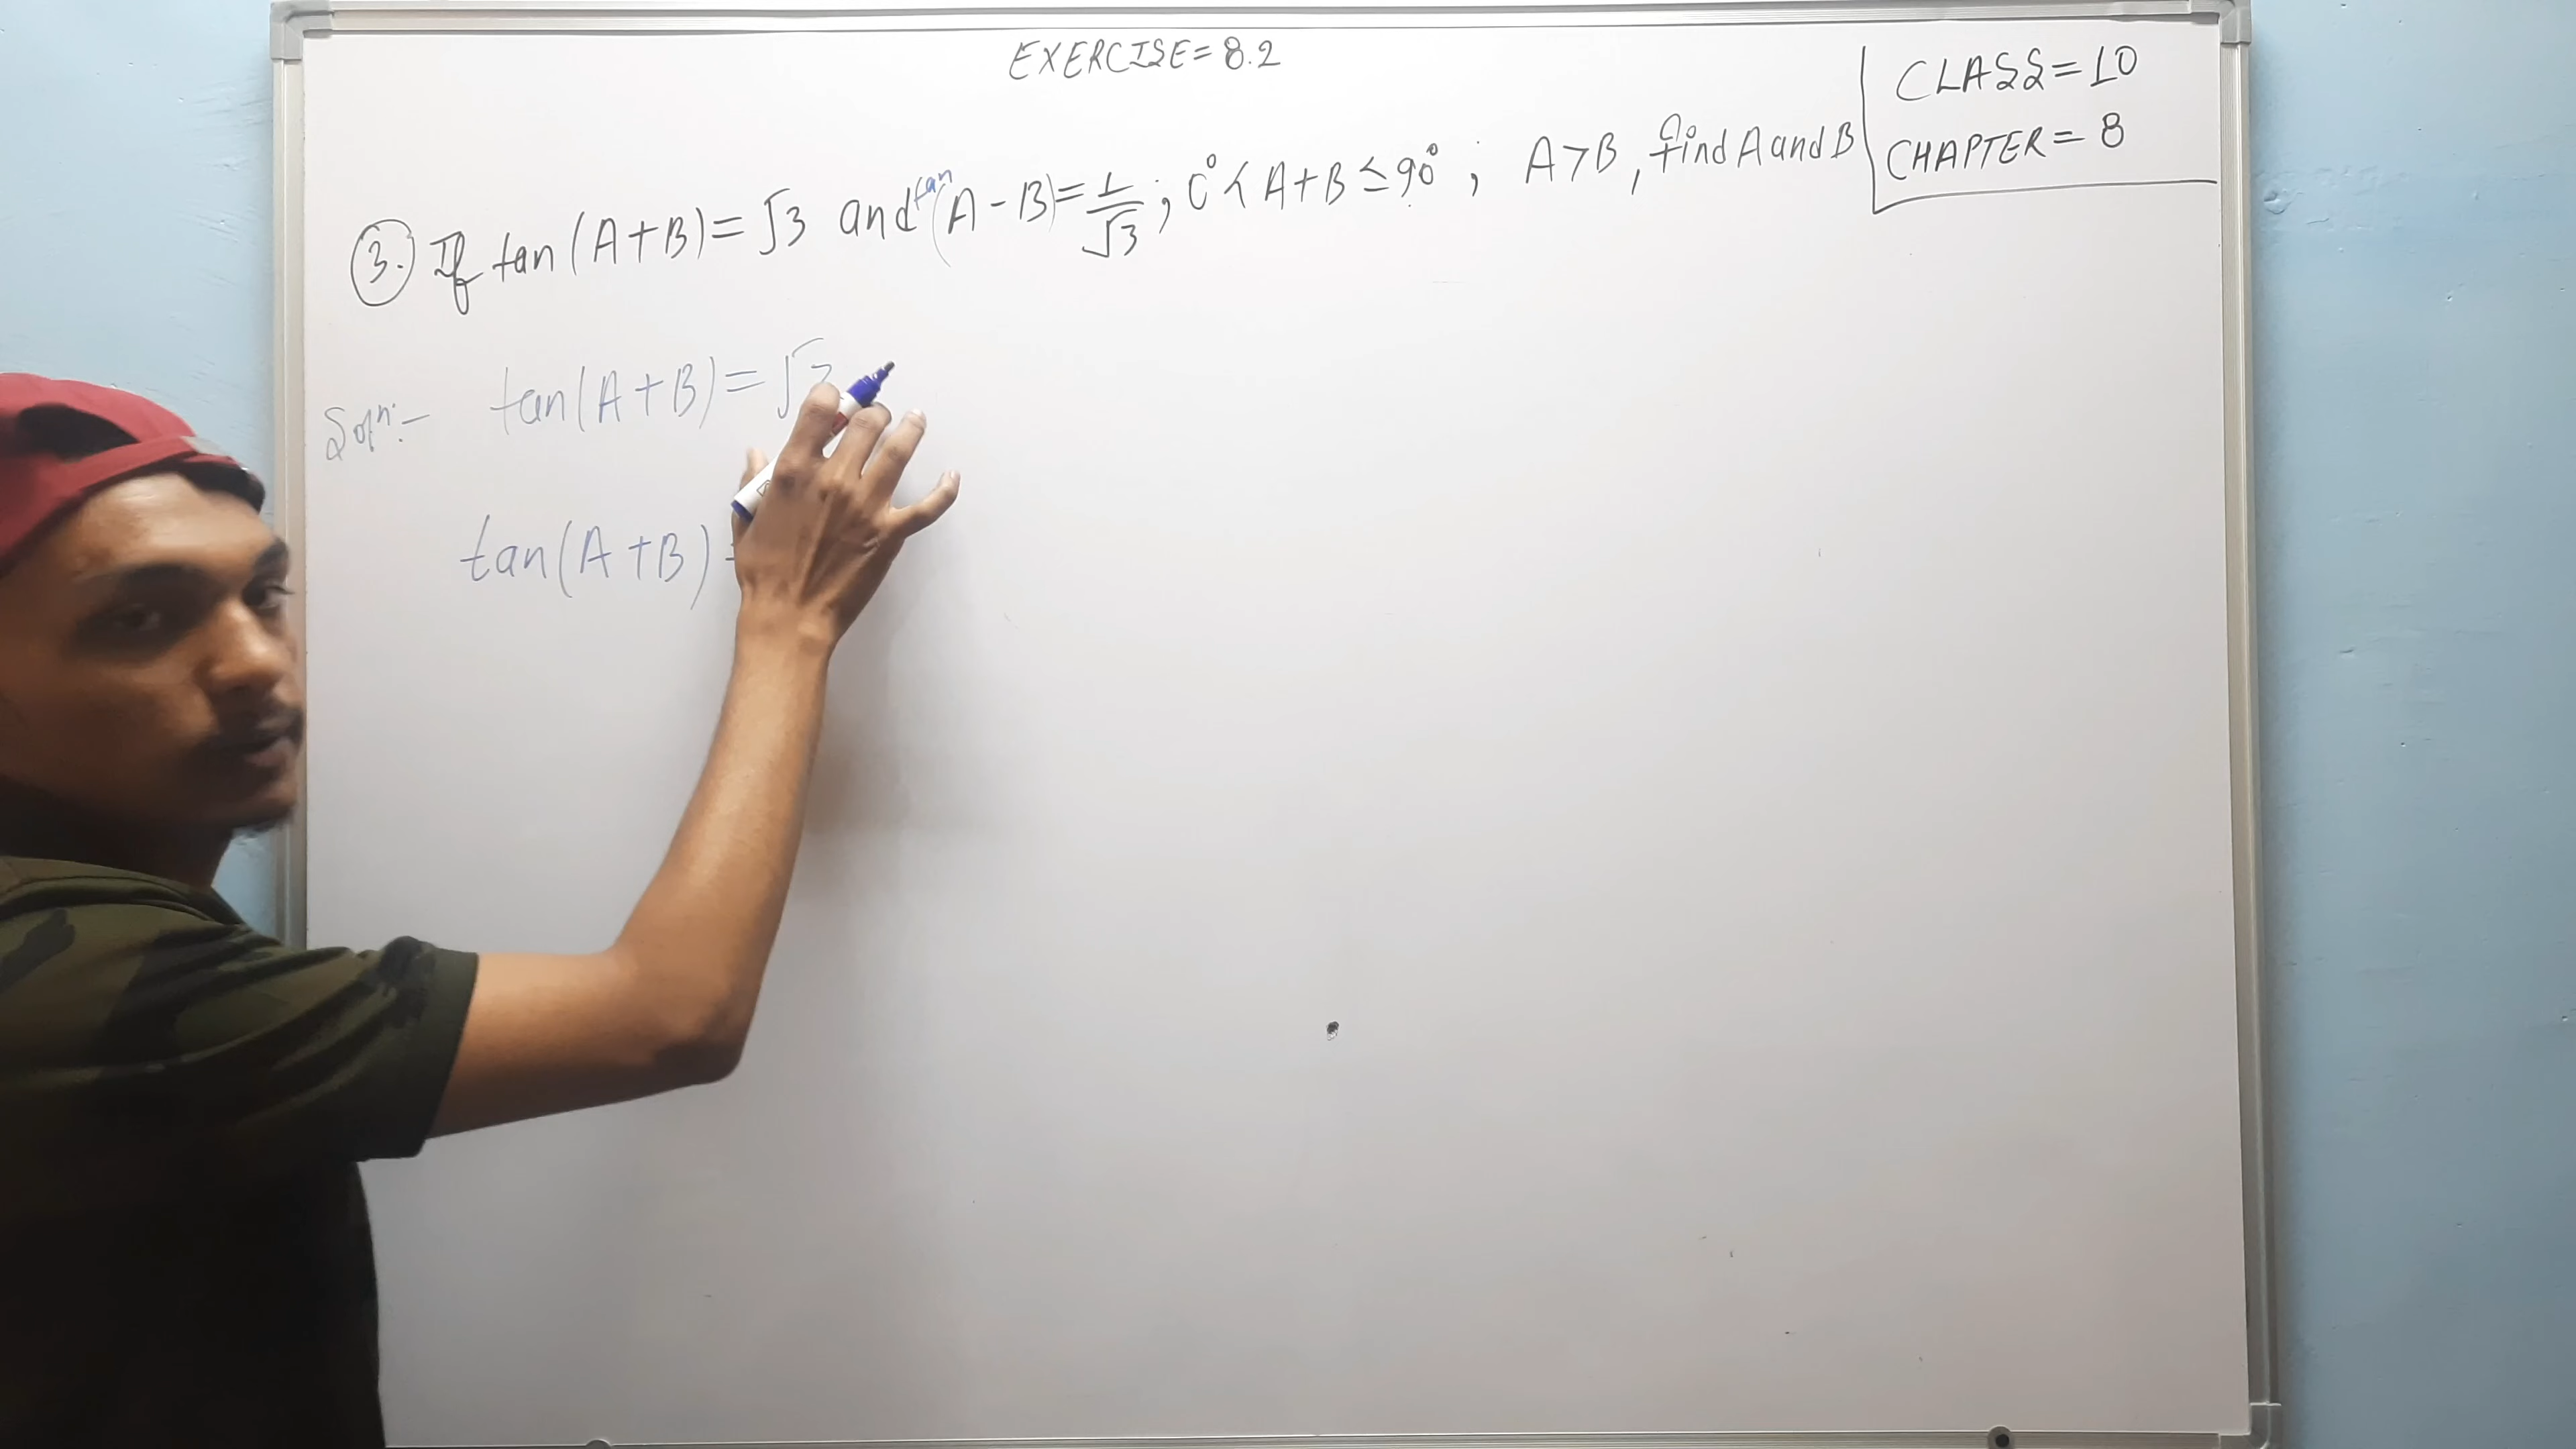 EXERCISE = 8.2
CLASS = 10
CHAPTER = 8
3. If tan (A+B) = √3 and tan (A - B) = 1/√3 ; 0° < A+B ≤ 90° ; A>B, find A and B
Solⁿ:- tan(A+B) = √3
tan(A+B) =